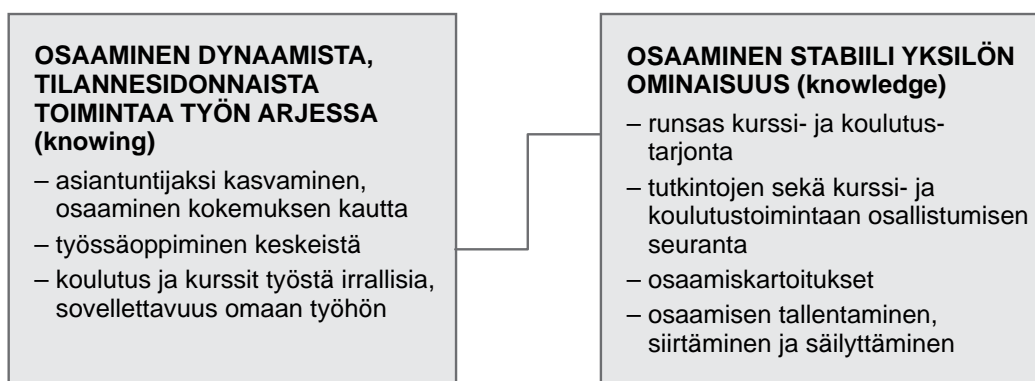 OSAAMINEN DYNAAMISTA,
TILANNESIDONNAISTA
TOIMINTAA TYÖN ARJESSA
(knowing)
– asiantuntijaksi kasvaminen,
osaaminen kokemuksen kautta
– työssäoppiminen keskeistä
– koulutus ja kurssit työstä irrallisia,
sovellettavuus omaan työhön
OSAAMINEN STABIILI YKSILÖN
OMINAISUUS (knowledge)
– runsas kurssi- ja koulutus-
tarjonta
– tutkintojen sekä kurssi- ja
koulutustoimintaan osallistumisen
seuranta
– osaamiskartoitukset
– osaamisen tallentaminen,
siirtäminen ja säilyttäminen